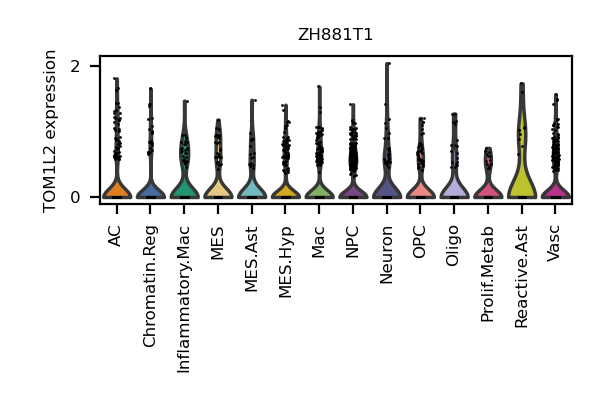 ZH881T1
TOM1L2 expression
2
0
AC
Chromatin.Reg
Inflammatory.Mac
MES
MES.Ast
MES.Hyp
Mac
NPC
Neuron
OPC
Oligo
Prolif.Metab
Reactive.Ast
Vasc